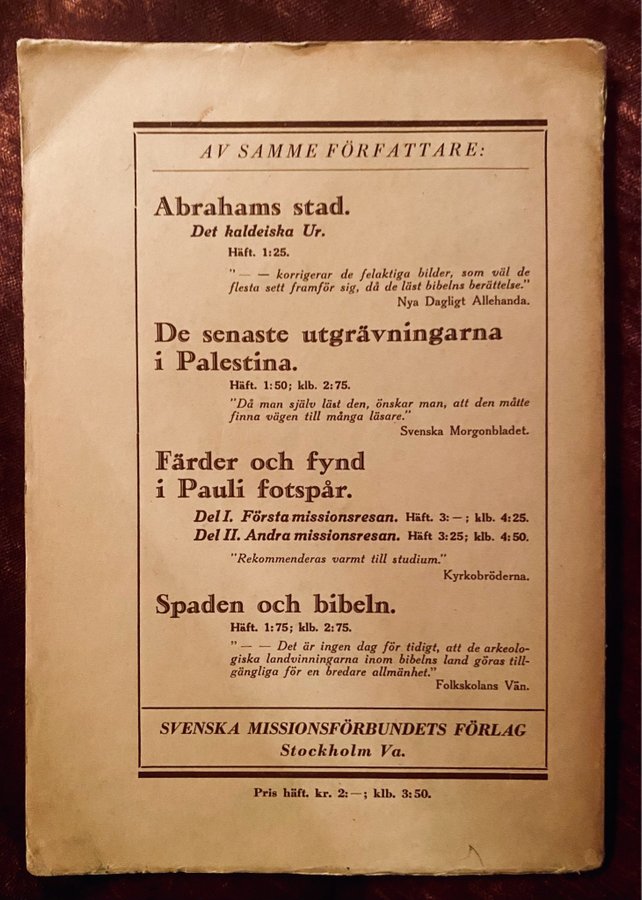 AV SAMME FÖRFATTARE:
Abrahams stad.
Det kaldeiska Ur.
Häft. 1:25.
"— — korrigerar de felaktiga bilder, som väl de
flesta sett framför sig, då de läst bibelns berättelse."
Nya Dagligt Allehanda.
De senaste utgrävningarna
i Palestina.
Häft. 1:50; klb. 2:75.
"Då man själv läst den, önskar man, att den måtte
finna vägen till många läsare."
Svenska Morgonbladet.
Färder och fynd
i Pauli fotspår.
Del I. Första missionsresan. Häft. 3:—; klb. 4:25.
Del II. Andra missionsresan. Häft 3:25; klb. 4:50.
"Rekommenderas varmt till studium."
Kyrkobröderna.
Spaden och bibeln.
Häft. 1:75; klb. 2:75.
"— — Det är ingen dag för tidigt, att de arkeolo-
giska landvinningarna inom bibelns land göras till-
gängliga för en bredare allmänhet."
Folkskolans Vän.
SVENSKA MISSIONSFÖRBUNDETS FÖRLAG
Stockholm Va.
Pris häft. kr. 2:—; klb. 3:50.